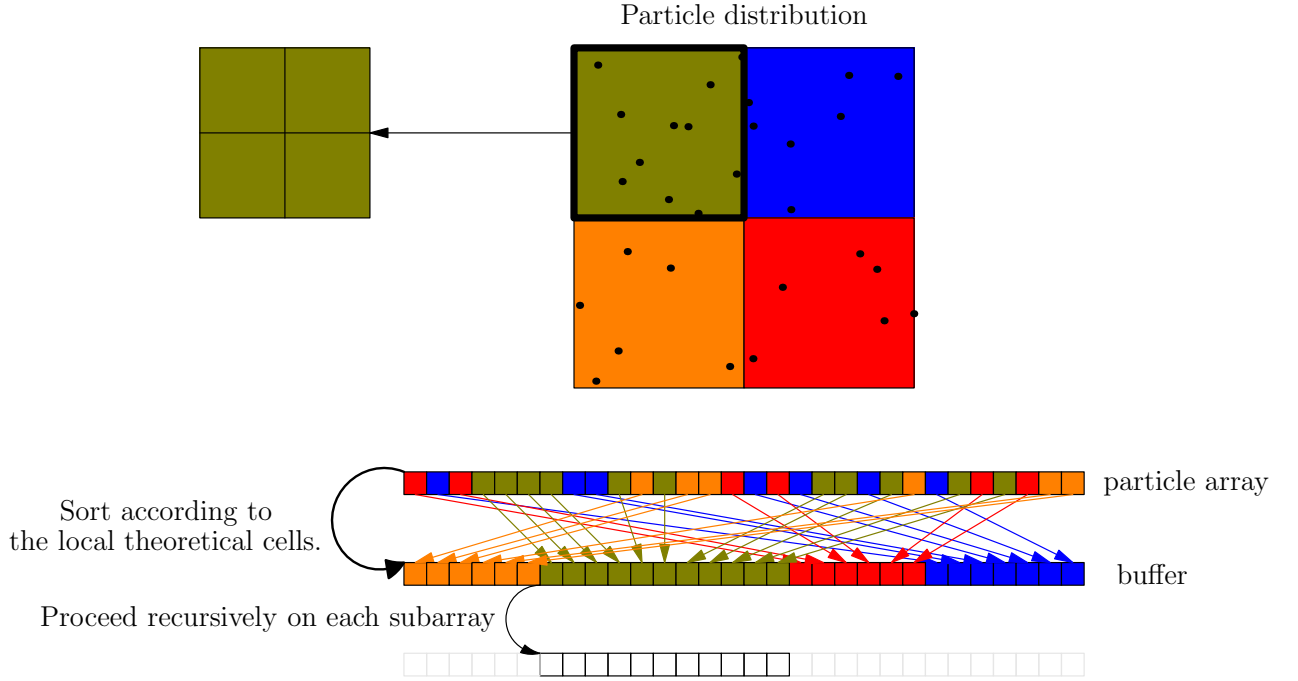 Particle distribution
particle array
Sort according to
the local theoretical cells.
buffer
Proceed recursively on each subarray